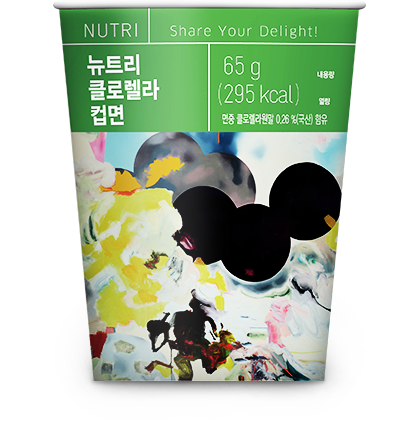 NUTRI Share Your Delight!
뉴트리
클로렐라
컵면
65 g 내용량
(295 kcal) 열량
면중 클로렐라원말 0.26 %(국산) 함유